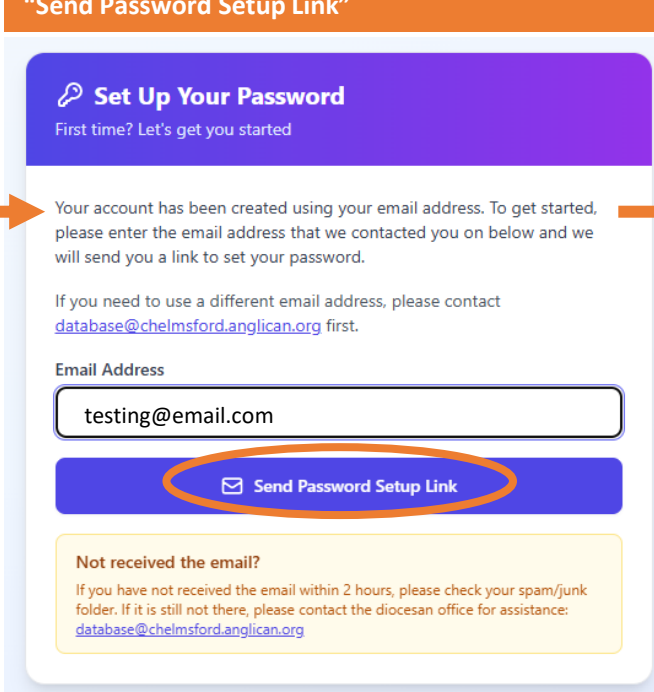 "Send Password Setup Link"
Set Up Your Password
First time? Let's get you started
Your account has been created using your email address. To get started,
please enter the email address that we contacted you on below and we
will send you a link to set your password.
If you need to use a different email address, please contact
database@chelmsford.anglican.org first.
Email Address
testing@email.com
Send Password Setup Link
Not received the email?
If you have not received the email within 2 hours, please check your spam/junk
folder. If it is still not there, please contact the diocesan office for assistance:
database@chelmsford.anglican.org